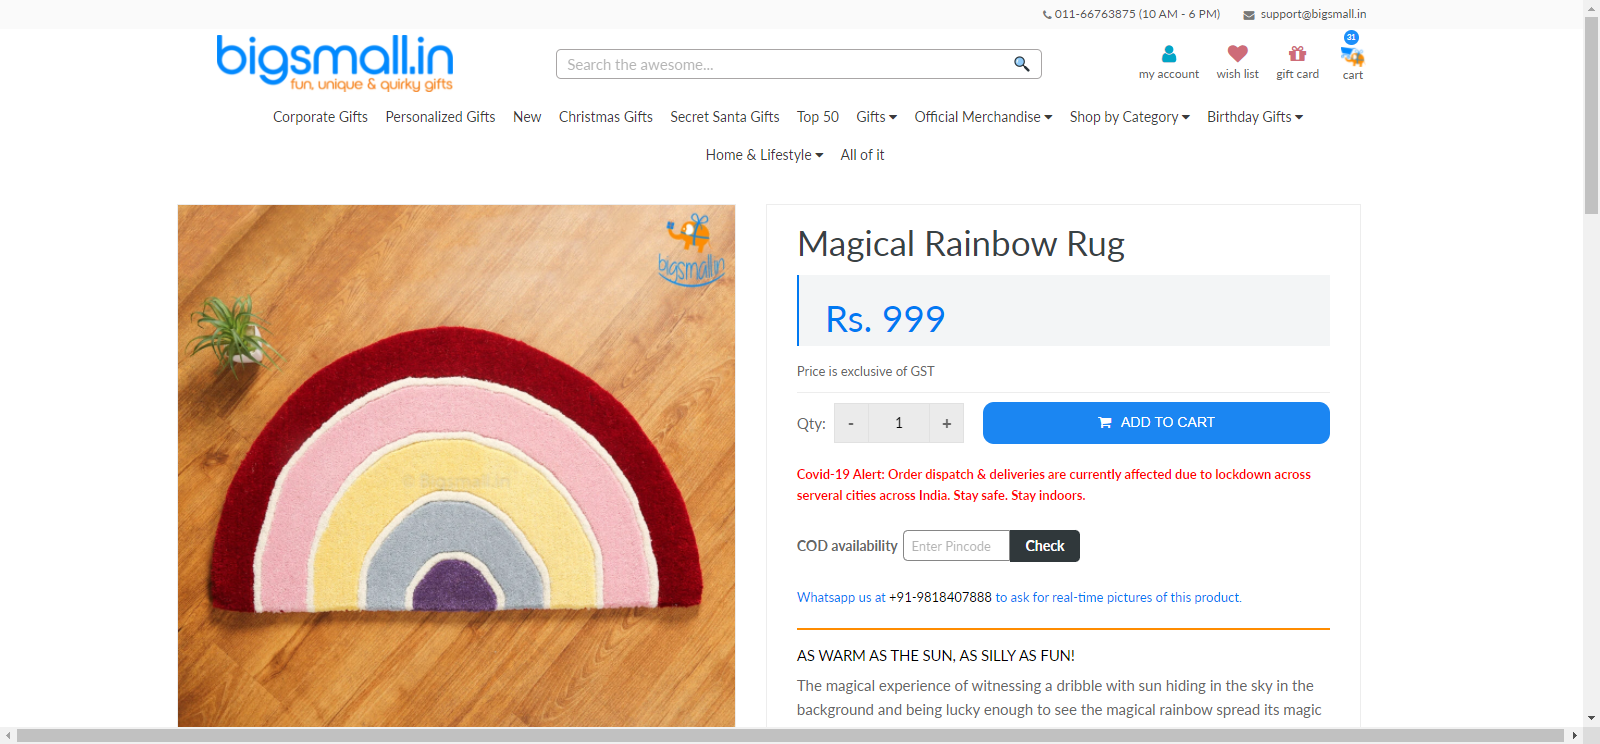 011-66763875 (10 AM - 6 PM) support@bigsmall.in
bigsmall.in
fun, unique & quirky gifts
Search the awesome...
31
my account wish list gift card cart
Corporate Gifts Personalized Gifts New Christmas Gifts Secret Santa Gifts Top 50 Gifts Official Merchandise Shop by Category Birthday Gifts
Home & Lifestyle All of it
bigsmall.in
© Bigsmall.in
Magical Rainbow Rug
Rs. 999
Price is exclusive of GST
Qty: - 1 + ADD TO CART
Covid-19 Alert: Order dispatch & deliveries are currently affected due to lockdown across
serveral cities across India. Stay safe. Stay indoors.
COD availability Enter Pincode Check
Whatsapp us at +91-9818407888 to ask for real-time pictures of this product.
AS WARM AS THE SUN, AS SILLY AS FUN!
The magical experience of witnessing a dribble with sun hiding in the sky in the
background and being lucky enough to see the magical rainbow spread its magic